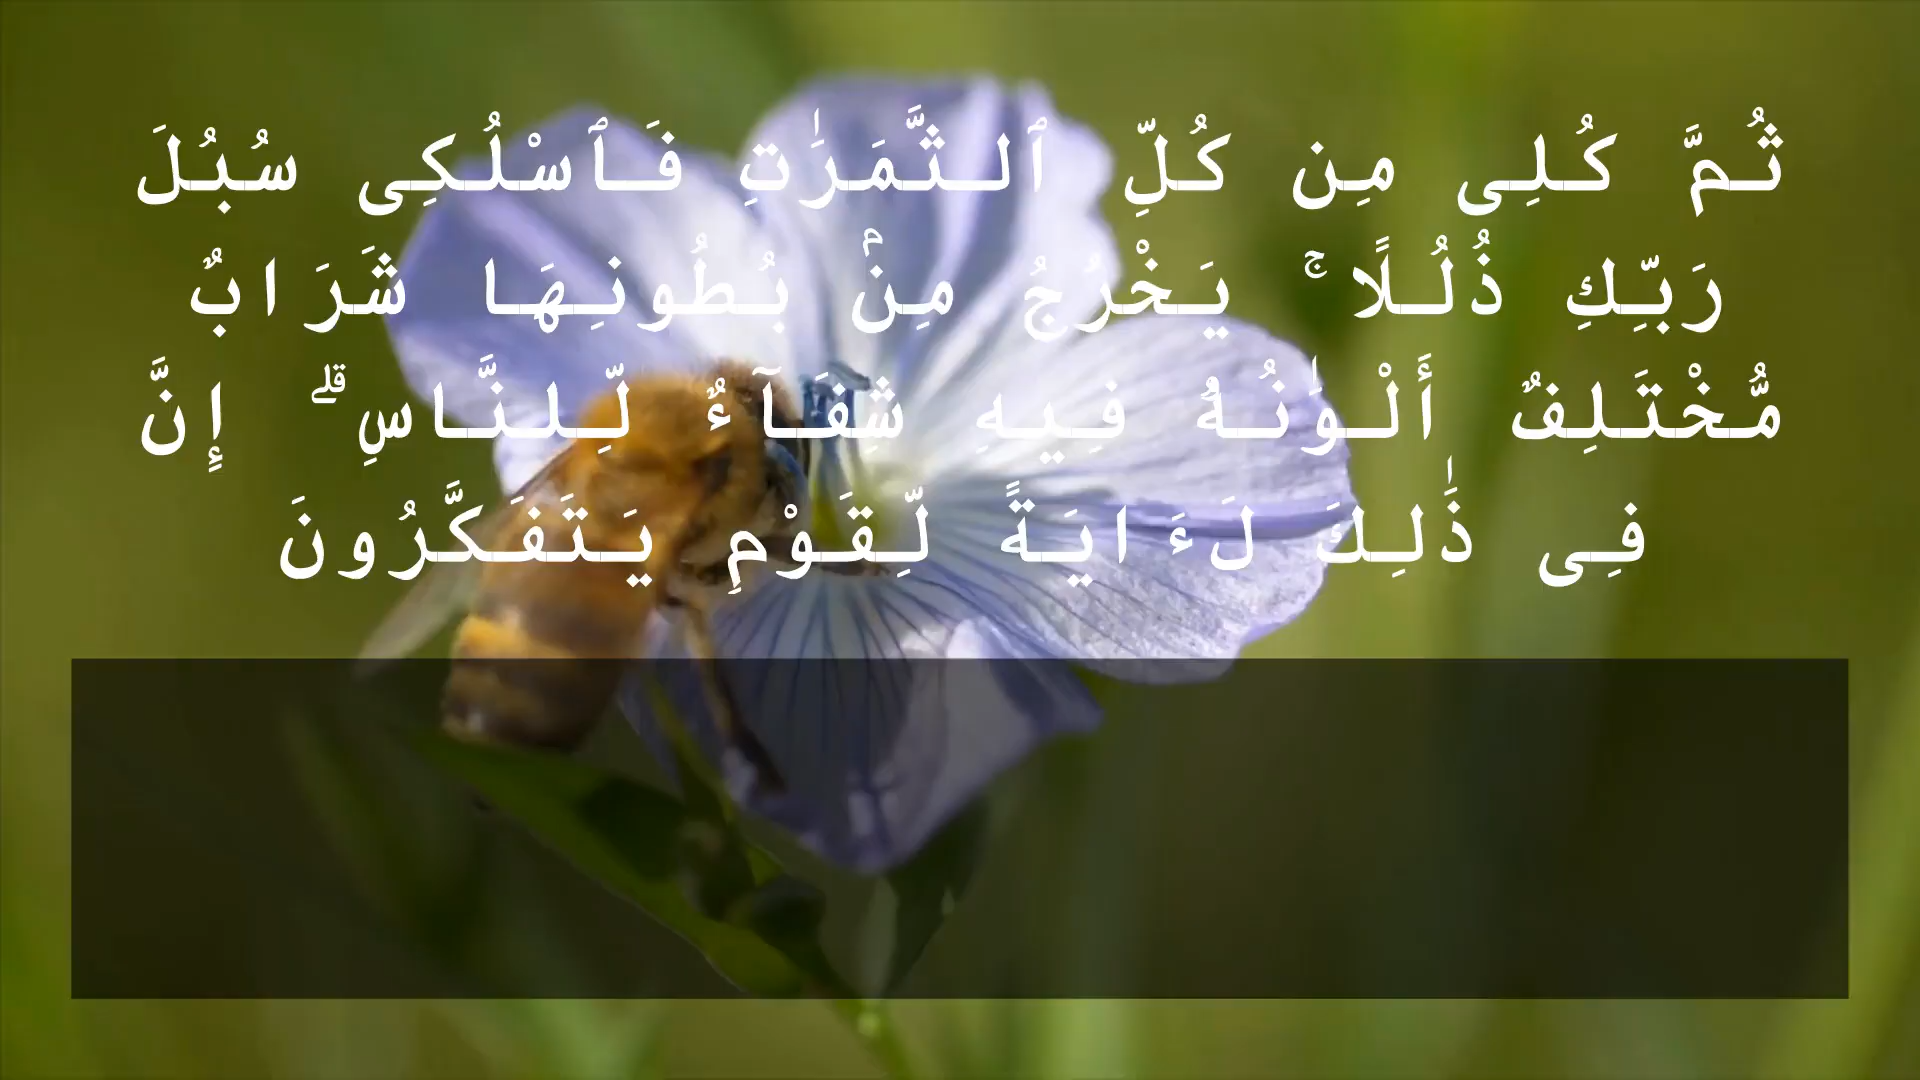 ثُمَّ كُلِى مِن كُلِّ ٱلثَّمَرَٰتِ فَٱسْلُكِى سُبُلَ
رَبِّكِ ذُلُلًا ۚ يَخْرُجُ مِنۢ بُطُونِهَا شَرَابٌ
مُّخْتَلِفٌ أَلْوَٰنُهُۥ فِيهِ شِفَآءٌ لِّلنَّاسِ ۗ إِنَّ
فِى ذَٰلِكَ لَءَايَةً لِّقَوْمٍ يَتَفَكَّرُونَ